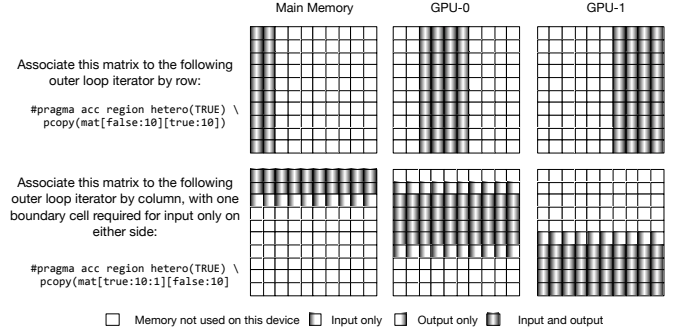 Main Memory GPU-0 GPU-1
Associate this matrix to the following
outer loop iterator by row:
#pragma acc region hetero(TRUE) \
pcopy(mat[false:10][true:10])
Associate this matrix to the following
outer loop iterator by column, with one
boundary cell required for input only on
either side:
#pragma acc region hetero(TRUE) \
pcopy(mat[true:10:1][false:10]
Memory not used on this device Input only Output only Input and output